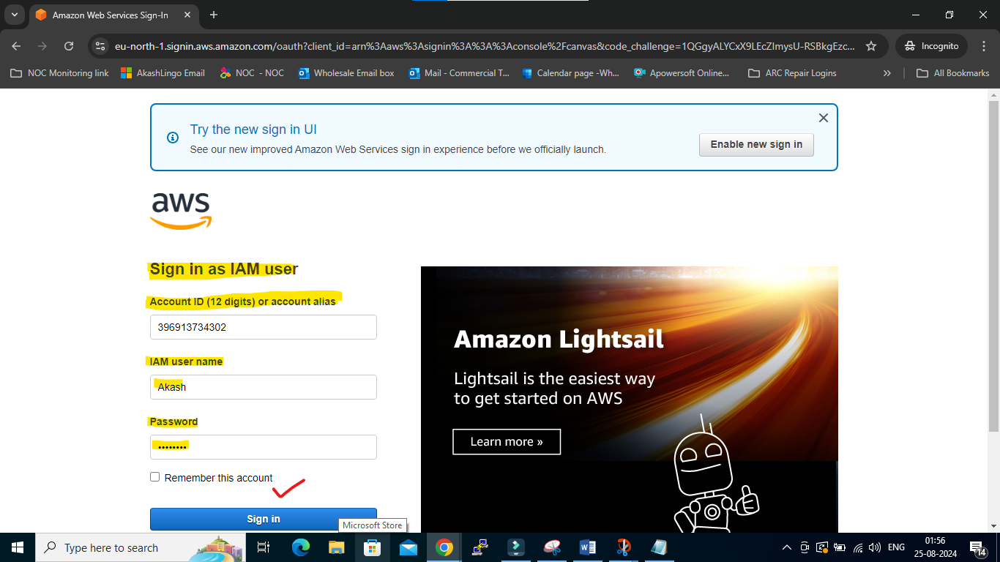 Amazon Web Services Sign-In
eu-north-1.signin.aws.amazon.com/oauth?client_id=arn%3Aaws%3Asignin%3A%3A%3Aconsole%2Fcanvas&code_challenge=1QGgyALYCxX9LEcZImysU-RSBkgEzc...
Incognito
NOC Monitoring link
AkashLingo Email
NOC - NOC
Wholesale Email box
Mail - Commercial T...
Calendar page -Wh...
Apowersoft Online...
ARC Repair Logins
»
All Bookmarks
Try the new sign in UI
See our new improved Amazon Web Services sign in experience before we officially launch.
Enable new sign in
aws
Sign in as IAM user
Account ID (12 digits) or account alias
396913734302
IAM user name
Akash
Password
••••••••
Remember this account
Sign in
Amazon Lightsail
Lightsail is the easiest way
to get started on AWS
Learn more »
Microsoft Store
Type here to search
ENG
01:56
25-08-2024
14